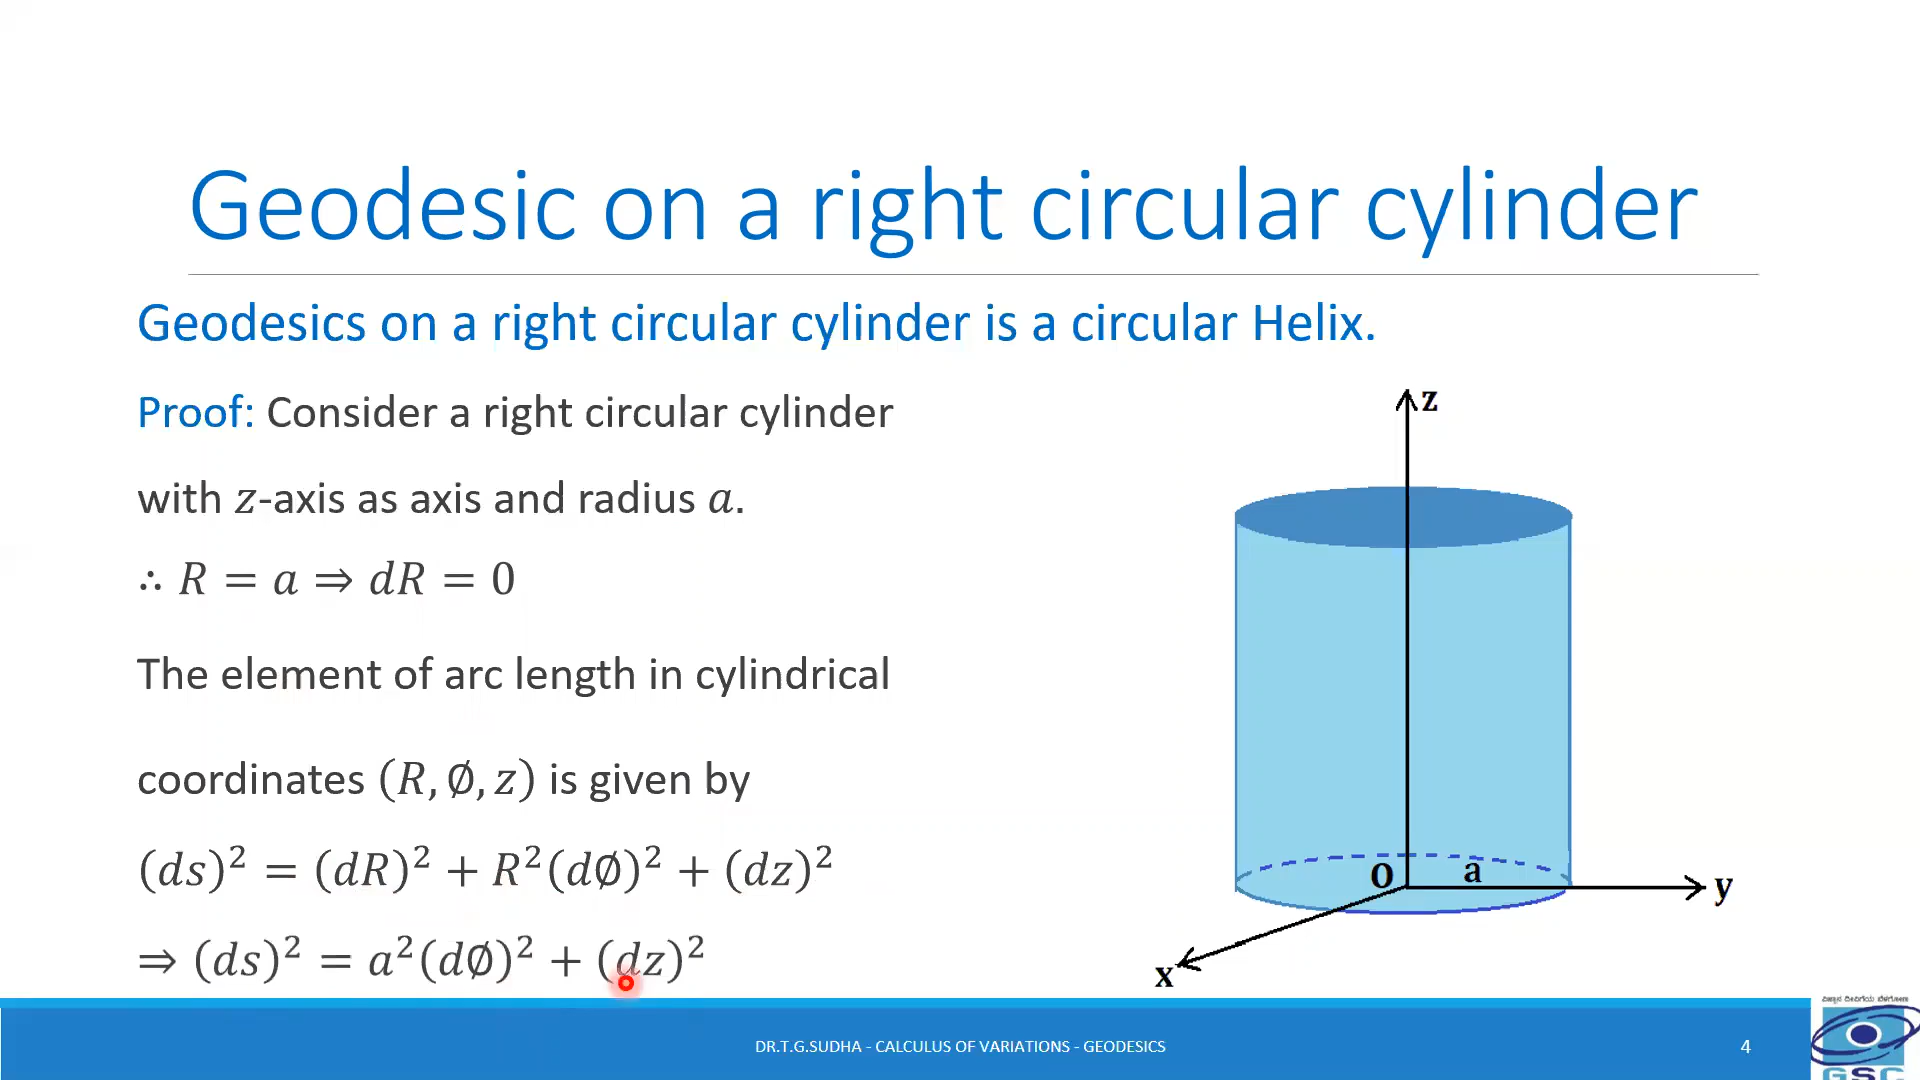 Geodesic on a right circular cylinder
Geodesics on a right circular cylinder is a circular Helix.
Proof: Consider a right circular cylinder
with z-axis as axis and radius a.
∴ R = a ⇒ dR = 0
The element of arc length in cylindrical
coordinates (R, ∅, z) is given by
(ds)² = (dR)² + R²(d∅)² + (dz)²
⇒ (ds)² = a²(d∅)² + (dz)²
z
O
a
y
x
DR.T.G.SUDHA - CALCULUS OF VARIATIONS - GEODESICS
4
GSC